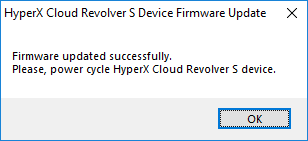 HyperX Cloud Revolver S Device Firmware Update
Firmware updated successfully.
Please, power cycle HyperX Cloud Revolver S device.
OK